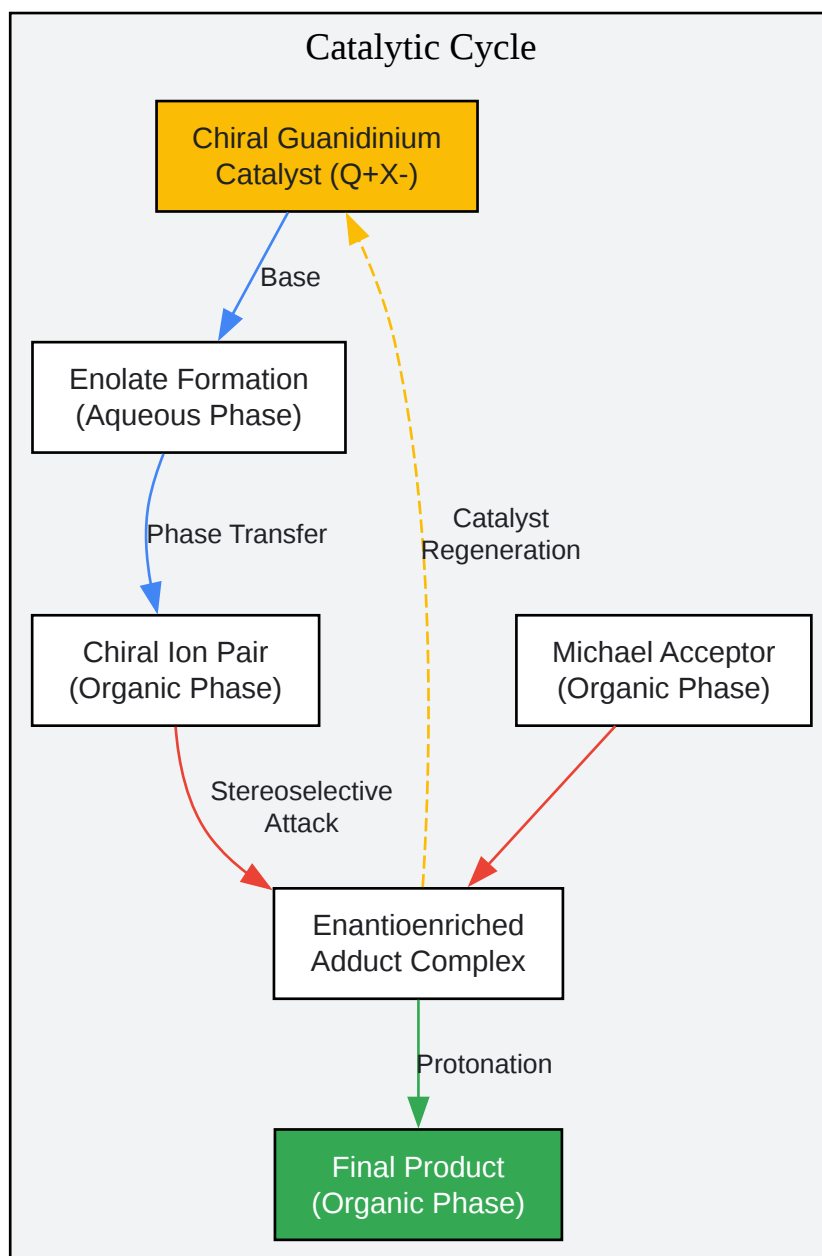 Catalytic Cycle
Chiral Guanidinium
Catalyst (Q+X-)
Base
Enolate Formation
(Aqueous Phase)
Phase Transfer
Catalyst
Regeneration
Chiral Ion Pair
(Organic Phase)
Michael Acceptor
(Organic Phase)
Stereoselective
Attack
Enantioenriched
Adduct Complex
Protonation
Final Product
(Organic Phase)